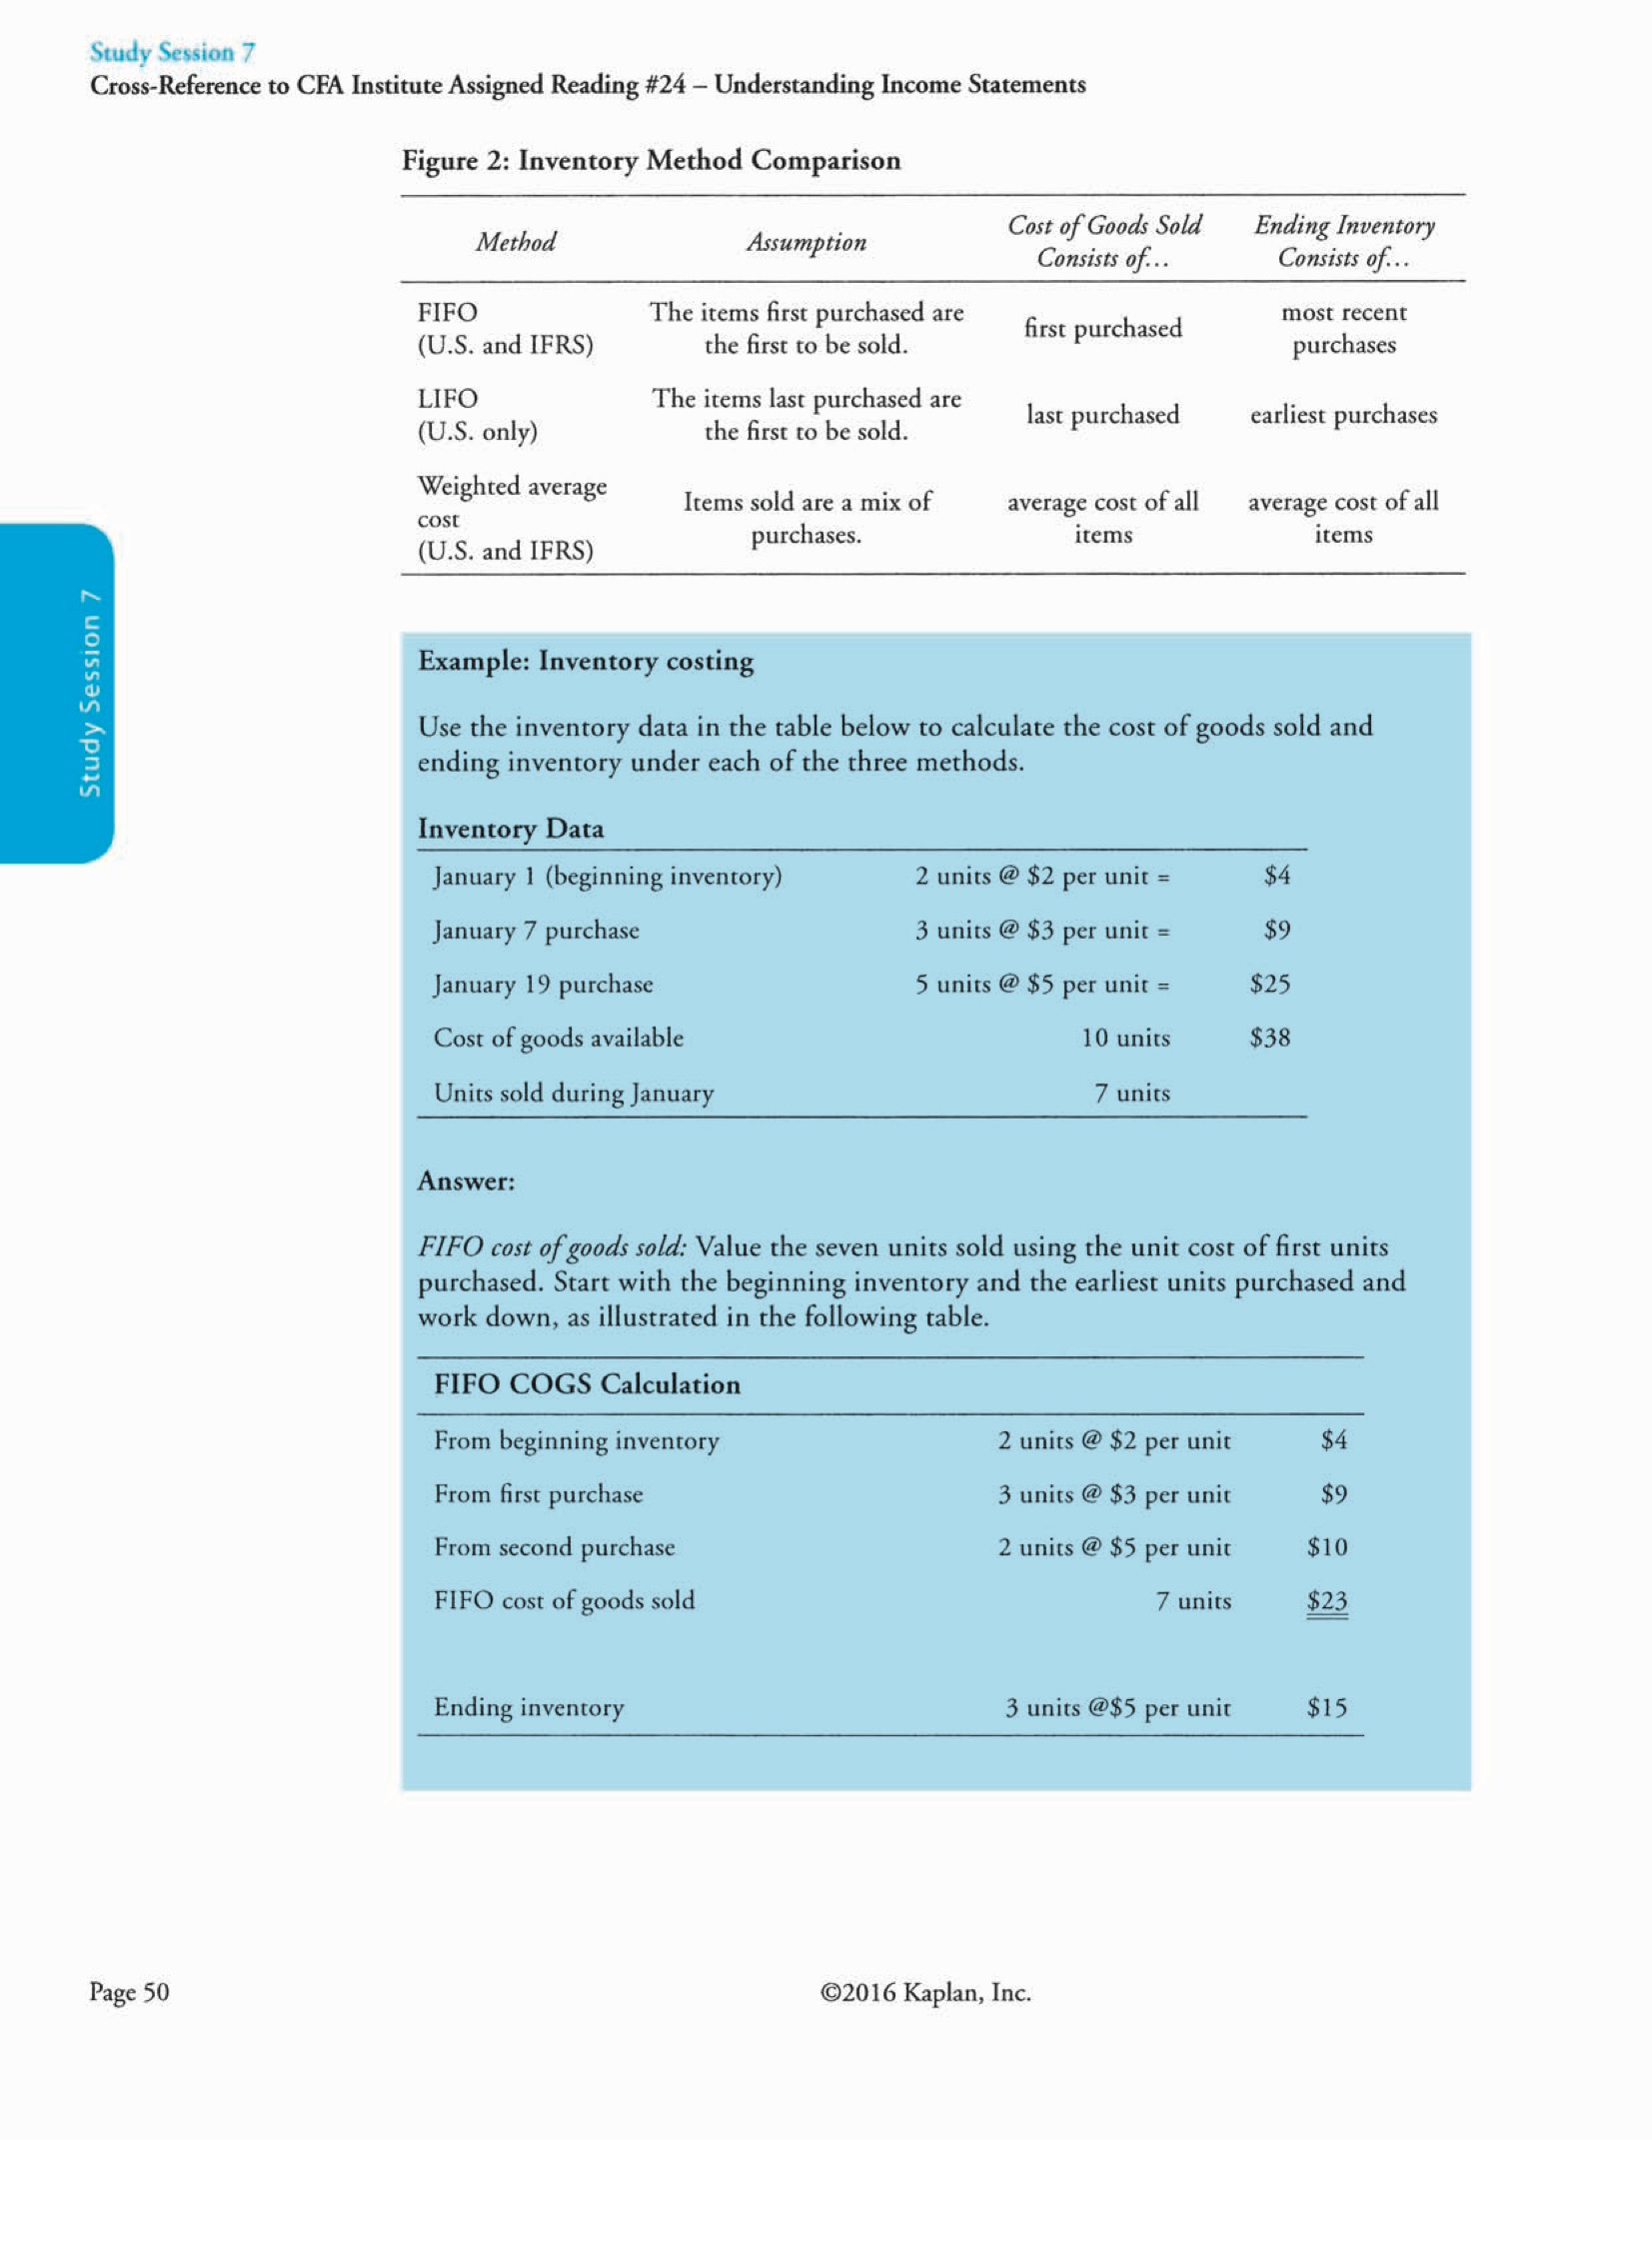 Study Session 7
Cross-Reference to CFA Institute Assigned Reading #24 – Understanding Income Statements
Figure 2: Inventory Method Comparison
Method Assumption Cost of Goods Sold Consists of... Ending Inventory Consists of...
FIFO (U.S. and IFRS) The items first purchased are the first to be sold. first purchased most recent purchases
LIFO (U.S. only) The items last purchased are the first to be sold. last purchased earliest purchases
Weighted average cost (U.S. and IFRS) Items sold are a mix of purchases. average cost of all items average cost of all items
Study Session 7
Example: Inventory costing
Use the inventory data in the table below to calculate the cost of goods sold and
ending inventory under each of the three methods.
Inventory Data
January 1 (beginning inventory) 2 units @ $2 per unit = $4
January 7 purchase 3 units @ $3 per unit = $9
January 19 purchase 5 units @ $5 per unit = $25
Cost of goods available 10 units $38
Units sold during January 7 units
Answer:
FIFO cost of goods sold: Value the seven units sold using the unit cost of first units
purchased. Start with the beginning inventory and the earliest units purchased and
work down, as illustrated in the following table.
FIFO COGS Calculation
From beginning inventory 2 units @ $2 per unit $4
From first purchase 3 units @ $3 per unit $9
From second purchase 2 units @ $5 per unit $10
FIFO cost of goods sold 7 units $23
Ending inventory 3 units @$5 per unit $15
Page 50 ©2016 Kaplan, Inc.